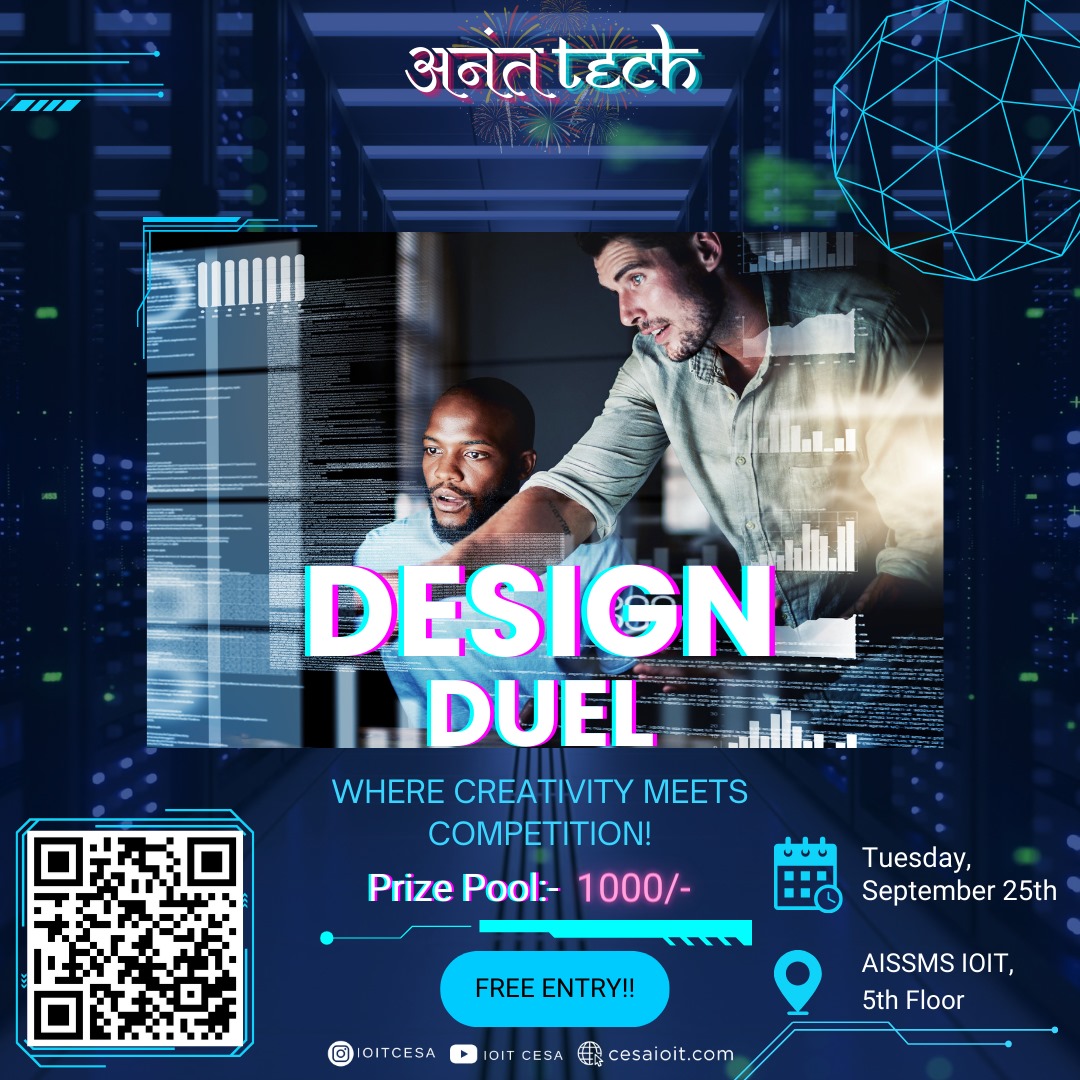 अनंत tech
DESIGN
DUEL
WHERE CREATIVITY MEETS
COMPETITION!
Prize Pool:- 1000/-
FREE ENTRY!!
Tuesday,
September 25th
AISSMS IOIT,
5th Floor
IOITCESA IOIT CESA cesaioit.com